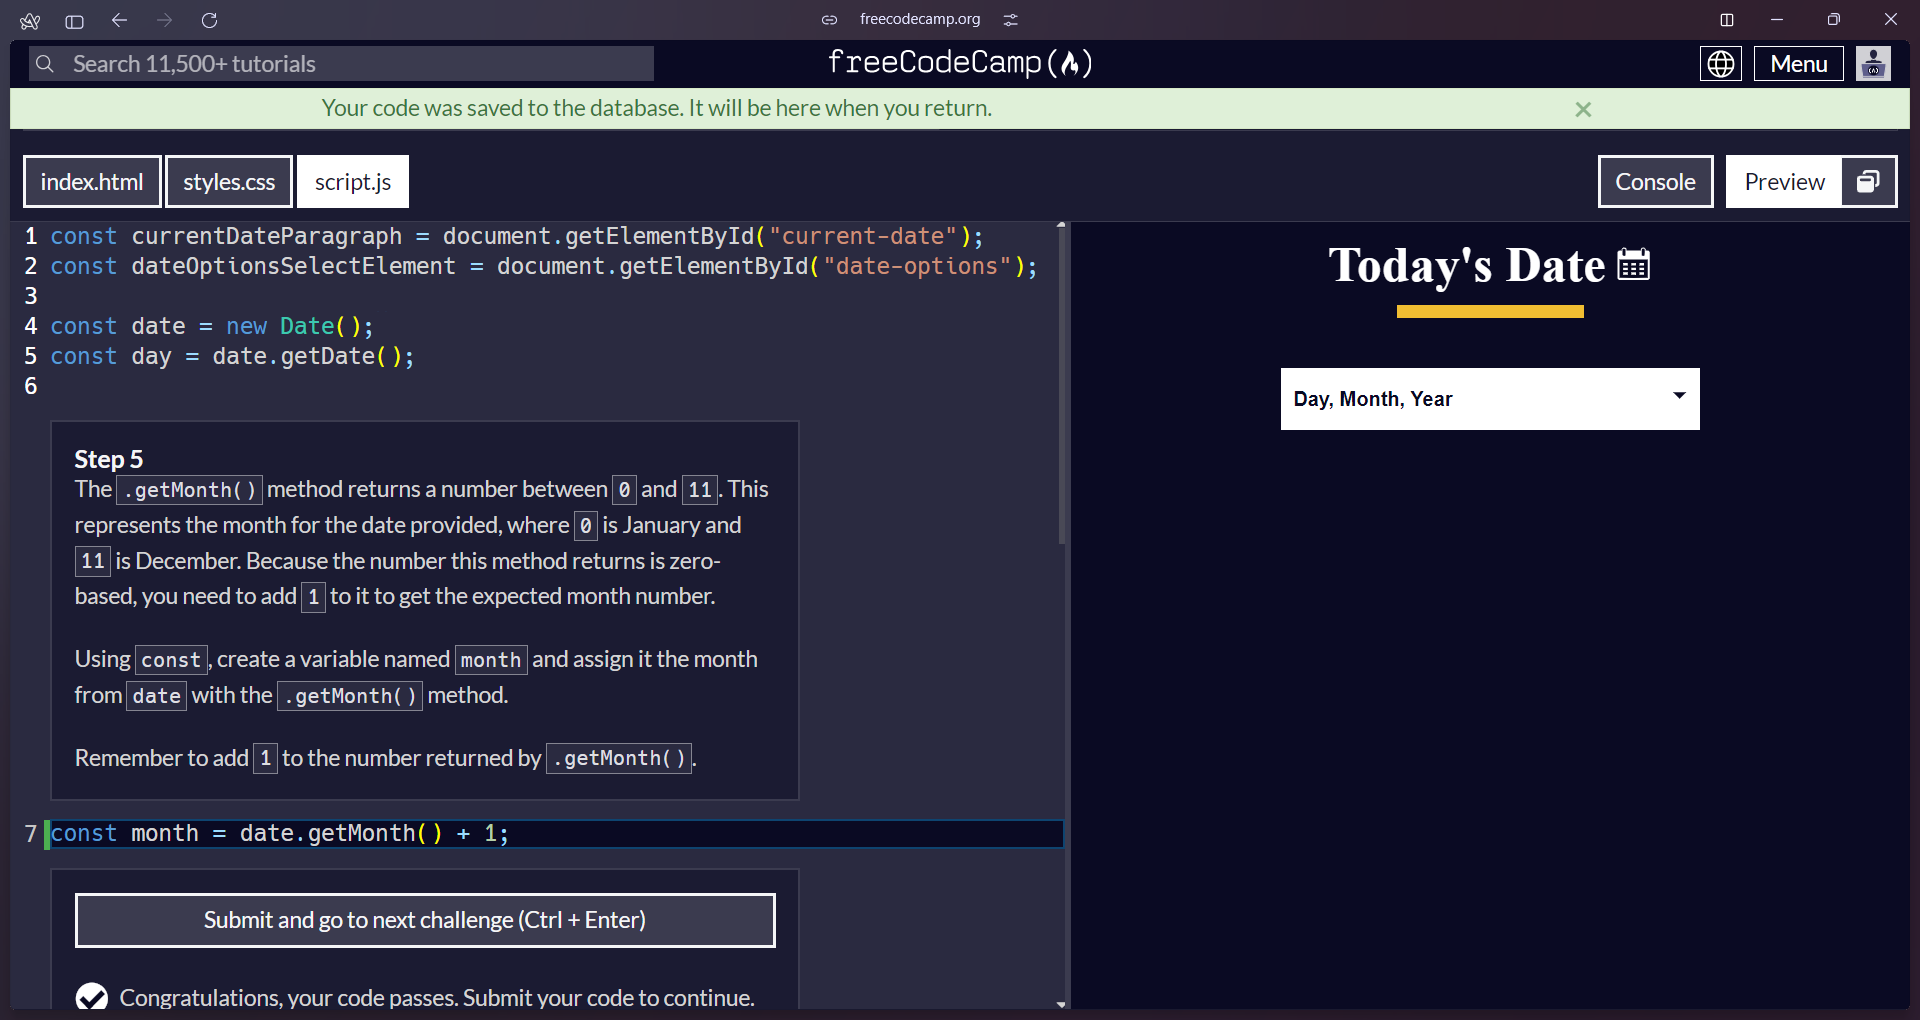 freecodecamp.org
Search 11,500+ tutorials
freeCodeCamp
Menu
Your code was saved to the database. It will be here when you return.
index.html
styles.css
script.js
Console
Preview
1 const currentDateParagraph = document.getElementById("current-date");
2 const dateOptionsSelectElement = document.getElementById("date-options");
3
4 const date = new Date();
5 const day = date.getDate();
6
Step 5
The .getMonth() method returns a number between 0 and 11. This
represents the month for the date provided, where 0 is January and
11 is December. Because the number this method returns is zero-
based, you need to add 1 to it to get the expected month number.
Using const, create a variable named month and assign it the month
from date with the .getMonth() method.
Remember to add 1 to the number returned by .getMonth().
7 const month = date.getMonth() + 1;
Submit and go to next challenge (Ctrl + Enter)
Congratulations, your code passes. Submit your code to continue.
Today's Date
Day, Month, Year